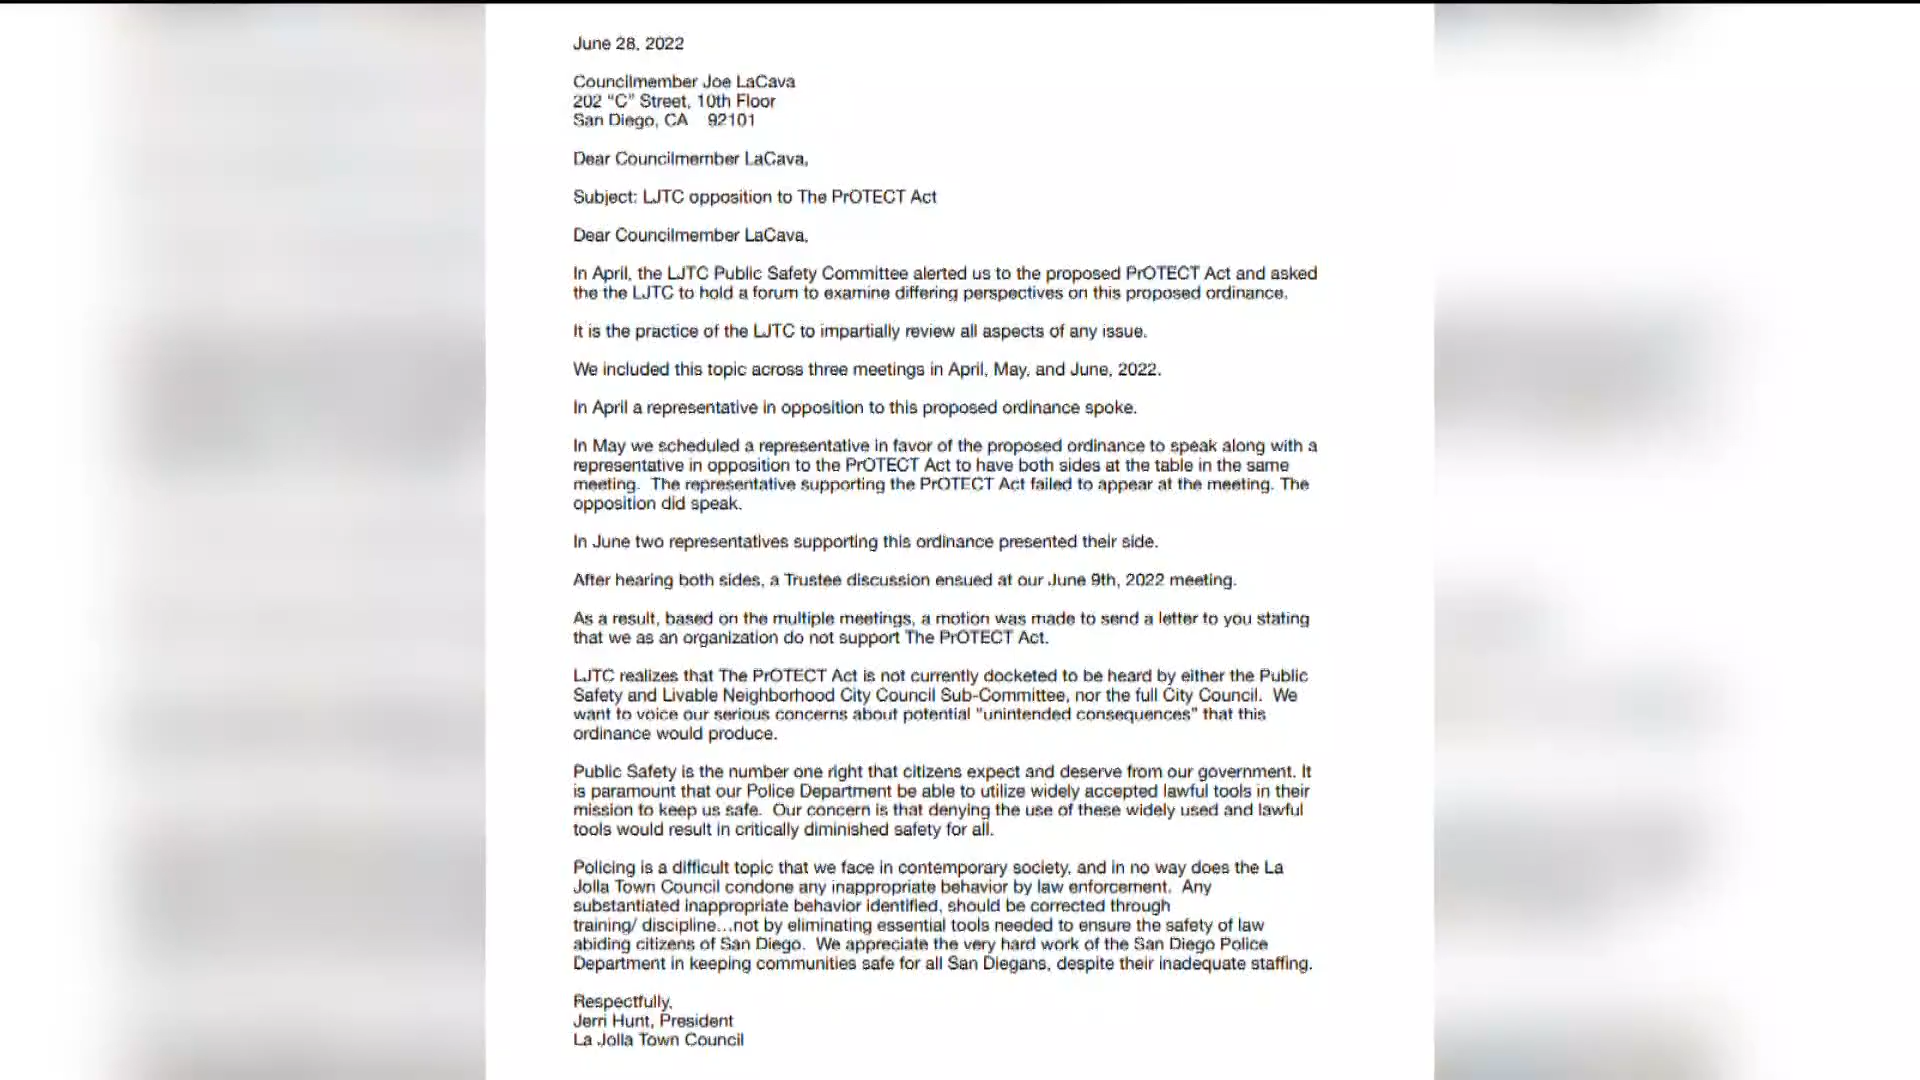 June 28, 2022
Councilmember Joe LaCava
202 "C" Street, 10th Floor
San Diego, CA 92101
Dear Councilmember LaCava,
Subject: LJTC opposition to The PrOTECT Act
Dear Councilmember LaCava,
In April, the LJTC Public Safety Committee alerted us to the proposed PrOTECT Act and asked
the the LJTC to hold a forum to examine differing perspectives on this proposed ordinance.
It is the practice of the LJTC to impartially review all aspects of any issue.
We included this topic across three meetings in April, May, and June, 2022.
In April a representative in opposition to this proposed ordinance spoke.
In May we scheduled a representative in favor of the proposed ordinance to speak along with a
representative in opposition to the PrOTECT Act to have both sides at the table in the same
meeting. The representative supporting the PrOTECT Act failed to appear at the meeting. The
opposition did speak.
In June two representatives supporting this ordinance presented their side.
After hearing both sides, a Trustee discussion ensued at our June 9th, 2022 meeting.
As a result, based on the multiple meetings, a motion was made to send a letter to you stating
that we as an organization do not support The PrOTECT Act.
LJTC realizes that The PrOTECT Act is not currently docketed to be heard by either the Public
Safety and Livable Neighborhood City Council Sub-Committee, nor the full City Council. We
want to voice our serious concerns about potential "unintended consequences" that this
ordinance would produce.
Public Safety is the number one right that citizens expect and deserve from our government. It
is paramount that our Police Department be able to utilize widely accepted lawful tools in their
mission to keep us safe. Our concern is that denying the use of these widely used and lawful
tools would result in critically diminished safety for all.
Policing is a difficult topic that we face in contemporary society, and in no way does the La
Jolla Town Council condone any inappropriate behavior by law enforcement. Any
substantiated inappropriate behavior identified, should be corrected through
training/ discipline...not by eliminating essential tools needed to ensure the safety of law
abiding citizens of San Diego. We appreciate the very hard work of the San Diego Police
Department in keeping communities safe for all San Diegans, despite their inadequate staffing.
Respectfully,
Jerri Hunt, President
La Jolla Town Council